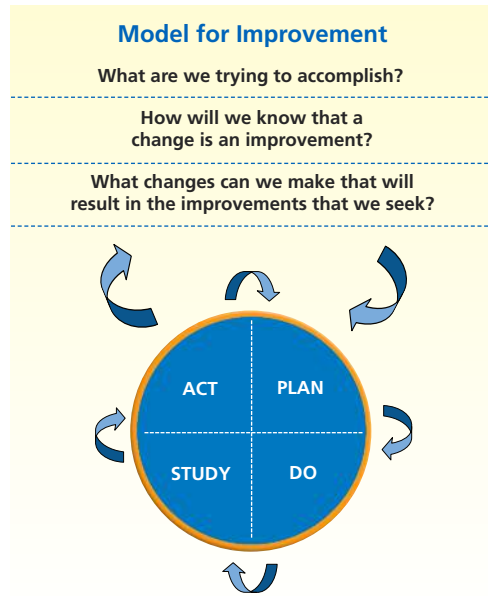 Model for Improvement
What are we trying to accomplish?
How will we know that a
change is an improvement?
What changes can we make that will
result in the improvements that we seek?
ACT
PLAN
STUDY
DO